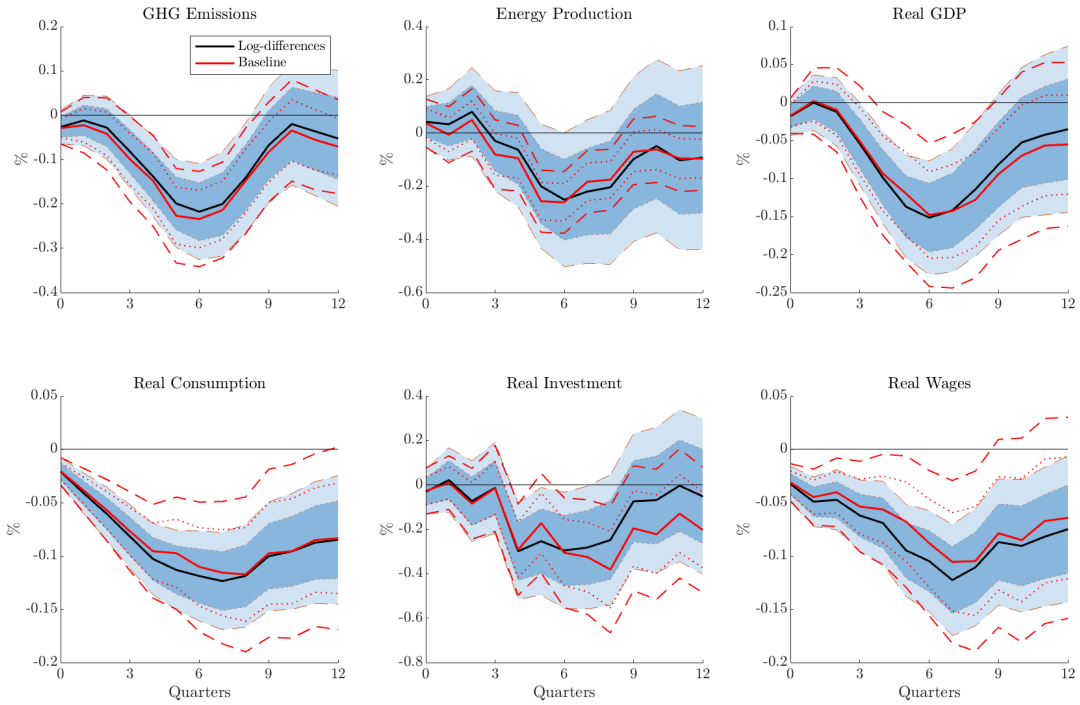 GHG Emissions
Energy Production
Real GDP
Log-differences
Baseline
0.2
0.1
0
-0.1
-0.2
-0.3
-0.4
%
0 3 6 9 12
0.4
0.2
0
-0.2
-0.4
-0.6
%
0 3 6 9 12
0.1
0.05
0
-0.05
-0.1
-0.15
-0.2
-0.25
%
0 3 6 9 12
Real Consumption
Real Investment
Real Wages
0.05
0
-0.05
-0.1
-0.15
-0.2
%
0 3 6 9 12
Quarters
0.4
0.2
0
-0.2
-0.4
-0.6
-0.8
%
0 3 6 9 12
Quarters
0.05
0
-0.05
-0.1
-0.15
-0.2
%
0 3 6 9 12
Quarters